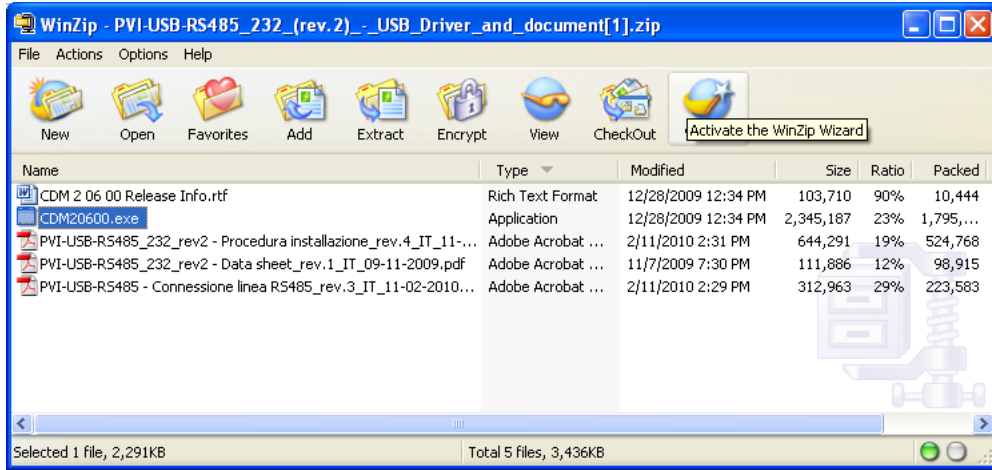 WinZip - PVI-USB-RS485_232_(rev.2)_-_USB_Driver_and_document[1].zip
File Actions Options Help
New Open Favorites Add Extract Encrypt View CheckOut
Activate the WinZip Wizard
Name Type Modified Size Ratio Packed
CDM 2 06 00 Release Info.rtf Rich Text Format 12/28/2009 12:34 PM 103,710 90% 10,444
CDM20600.exe Application 12/28/2009 12:34 PM 2,345,187 23% 1,795,...
PVI-USB-RS485_232_rev2 - Procedura installazione_rev.4_IT_11-... Adobe Acrobat ... 2/11/2010 2:31 PM 644,291 19% 524,768
PVI-USB-RS485_232_rev2 - Data sheet_rev.1_IT_09-11-2009.pdf Adobe Acrobat ... 11/7/2009 7:30 PM 111,886 12% 98,915
PVI-USB-RS485 - Connessione linea RS485_rev.3_IT_11-02-2010... Adobe Acrobat ... 2/11/2010 2:29 PM 312,963 29% 223,583
Selected 1 file, 2,291KB Total 5 files, 3,436KB